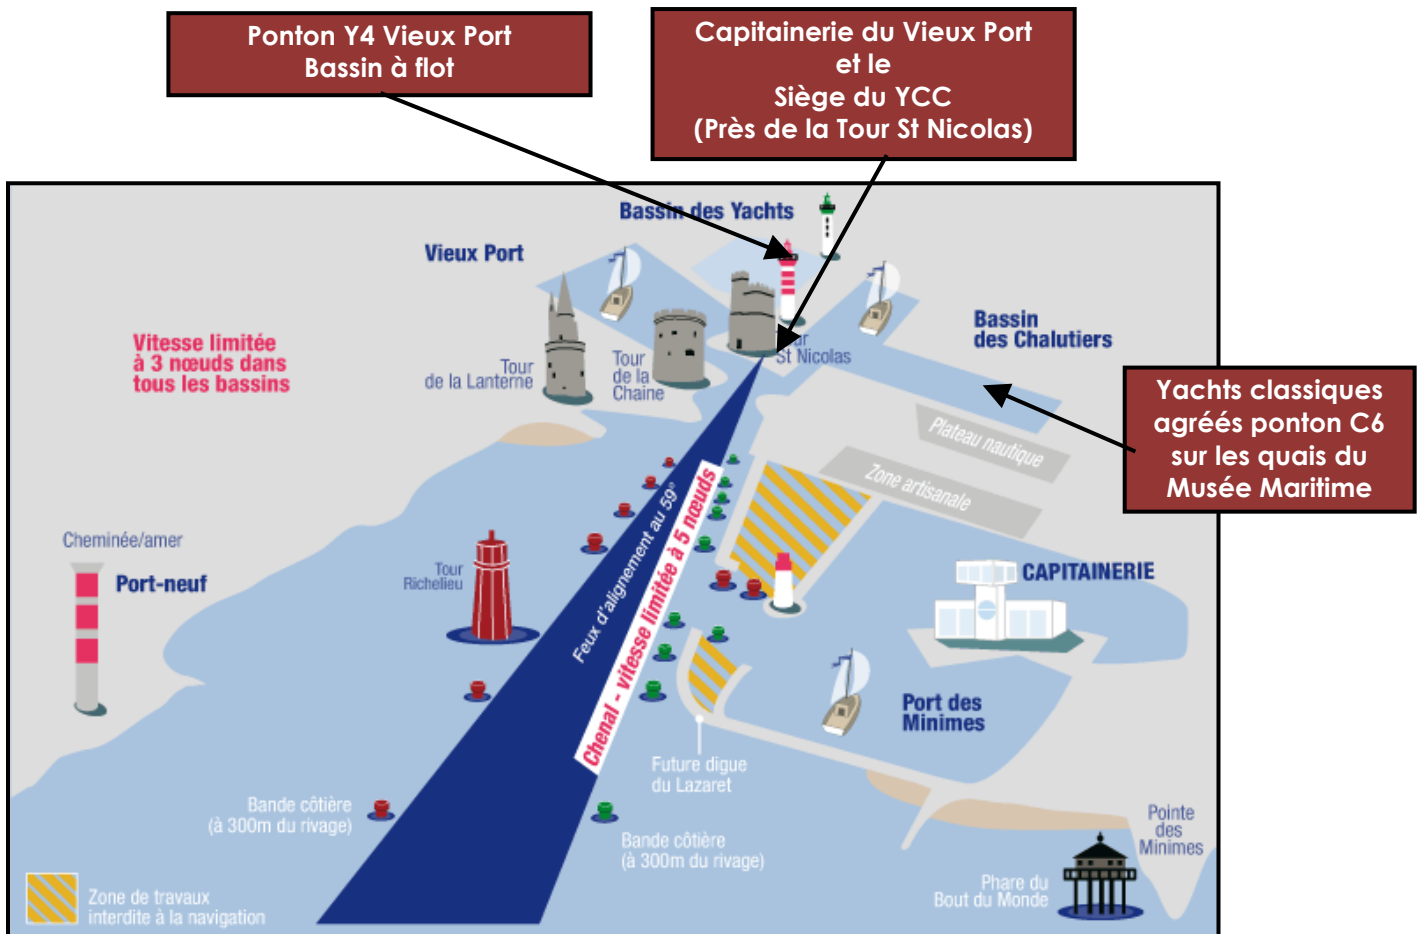 Ponton Y4 Vieux Port
Bassin à flot
Capitainerie du Vieux Port
et le
Siège du YCC
(Près de la Tour St Nicolas)
Bassin des Yachts
Vieux Port
Vitesse limitée
à 3 nœuds dans
tous les bassins
Tour
de la Lanterne
Tour
de la
Chaine
St Nicolas
Bassin
des Chalutiers
Yachts classiques
agréés ponton C6
sur les quais du
Musée Maritime
Plateau nautique
Zone artisanale
Cheminée/amer
Port-neuf
Tour
Richelieu
Feux d'alignement au 59°
Chenal - vitesse limitée à 5 nœuds
CAPITAINERIE
Port des
Minimes
Future digue
du Lazaret
Bande côtière
(à 300m du rivage)
Bande côtière
(à 300m du rivage)
Pointe
des
Minimes
Phare du
Bout du Monde
Zone de travaux
interdite à la navigation